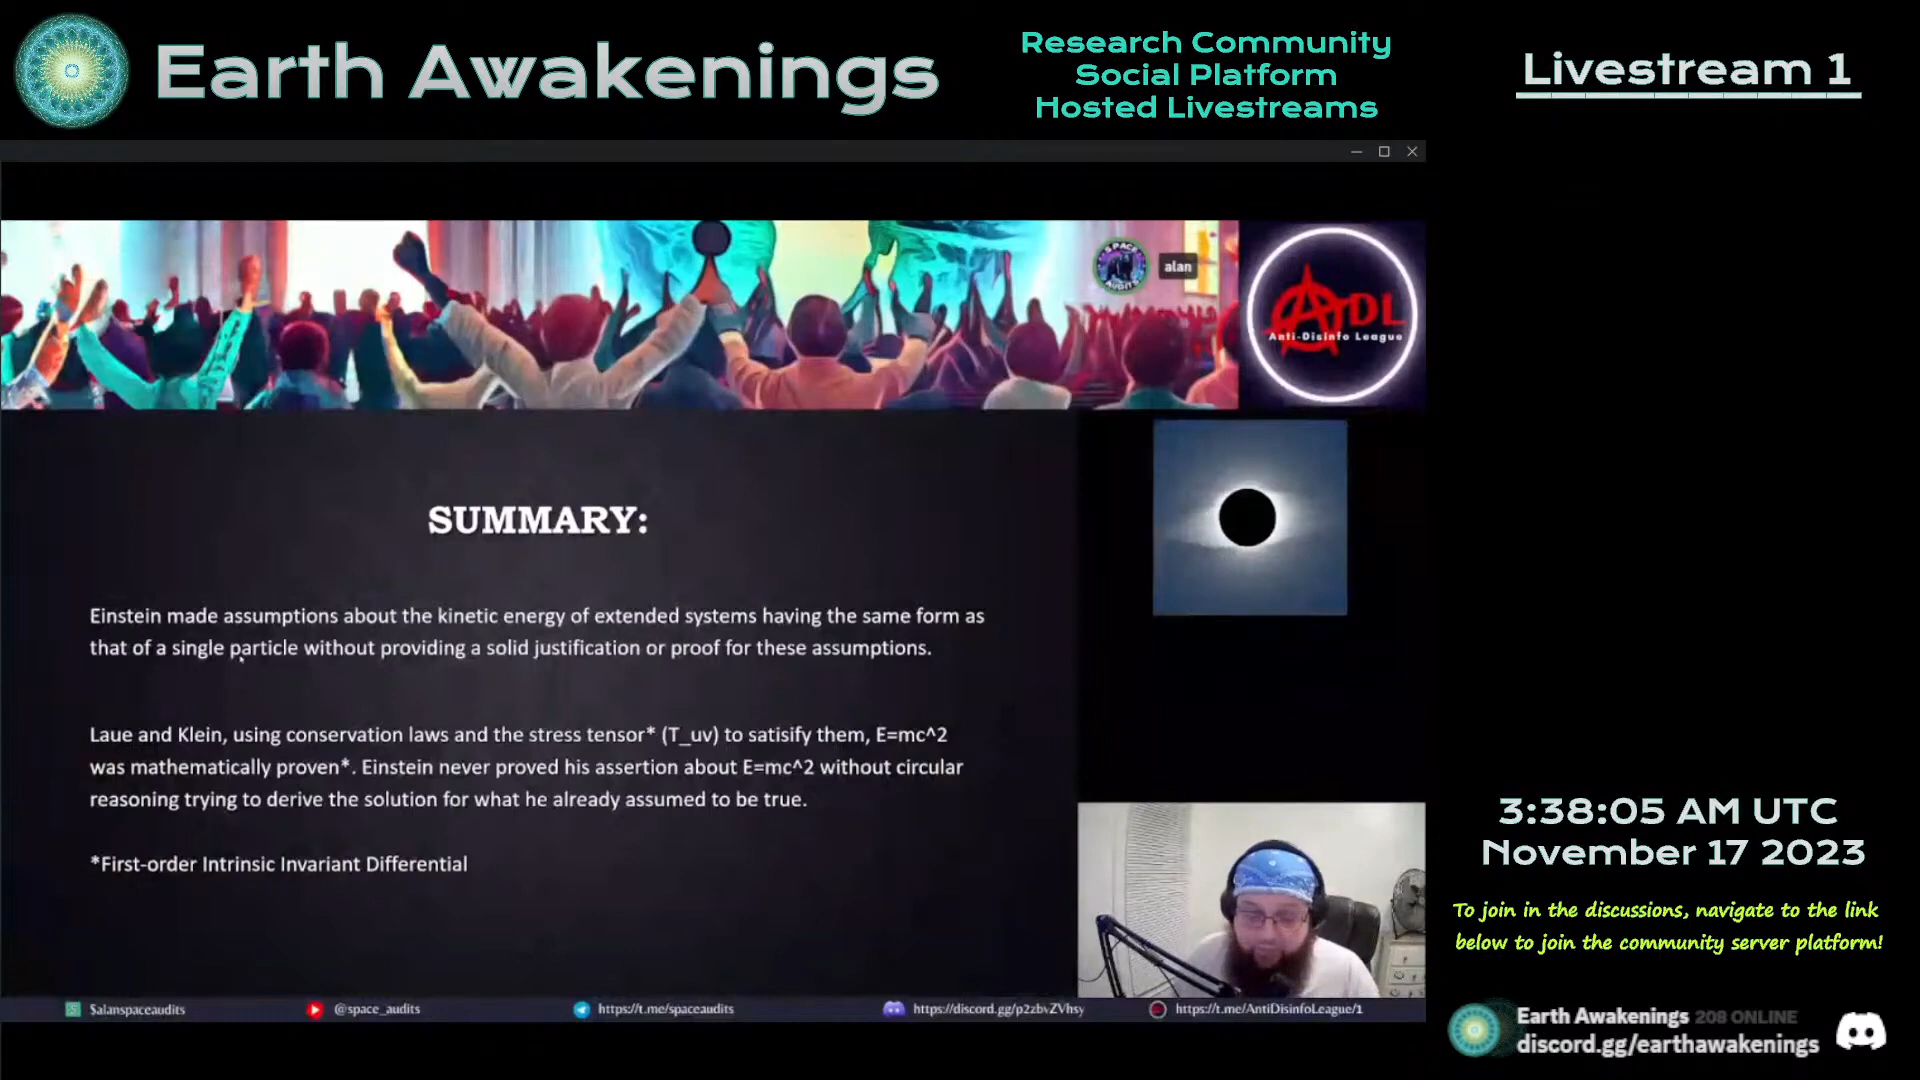 Earth Awakenings
Research Community
Social Platform
Hosted Livestreams
Livestream 1
SPACE
AUDITS
alan
ADL
Anti-Disinfo League
SUMMARY:
Einstein made assumptions about the kinetic energy of extended systems having the same form as
that of a single particle without providing a solid justification or proof for these assumptions.
Laue and Klein, using conservation laws and the stress tensor* (T_uv) to satisify them, E=mc^2
was mathematically proven*. Einstein never proved his assertion about E=mc^2 without circular
reasoning trying to derive the solution for what he already assumed to be true.
*First-order Intrinsic Invariant Differential
$alanspaceaudits
@space_audits
https://t.me/spaceaudits
https://discord.gg/p2zbvZVhsy
https://t.me/AntiDisinfoLeague/1
3:38:05 AM UTC
November 17 2023
To join in the discussions, navigate to the link
below to join the community server platform!
Earth Awakenings 208 ONLINE
discord.gg/earthawakenings